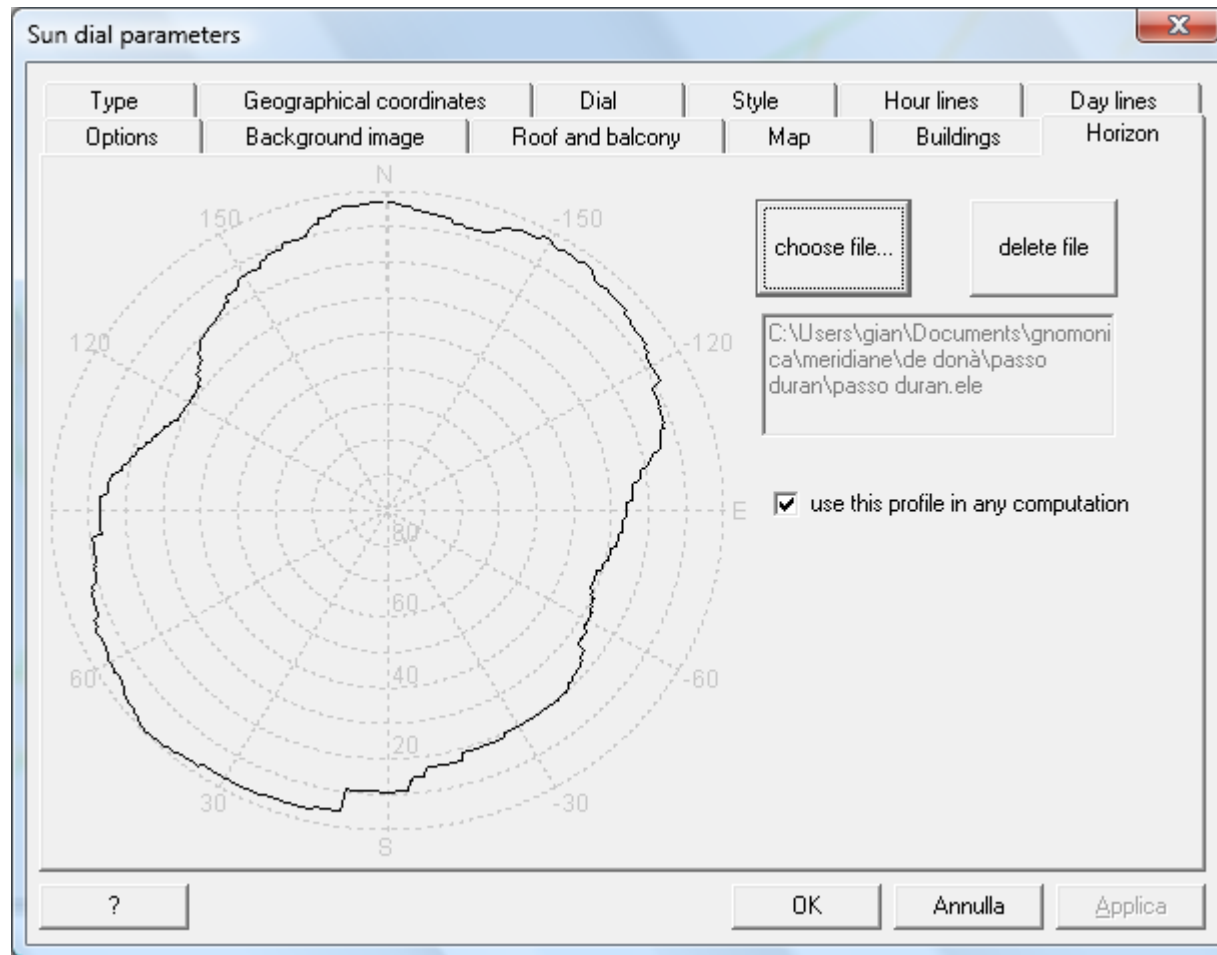 Sun dial parameters
Type
Geographical coordinates
Dial
Style
Hour lines
Day lines
Options
Background image
Roof and balcony
Map
Buildings
Horizon
N
150
-150
120
-120
E
80
60
40
20
60
-60
30
-30
S
choose file...
delete file
C:\Users\gian\Documents\gnomoni
ca\meridiane\de donà\passo
duran\passo duran.ele
use this profile in any computation
?
OK
Annulla
Applica